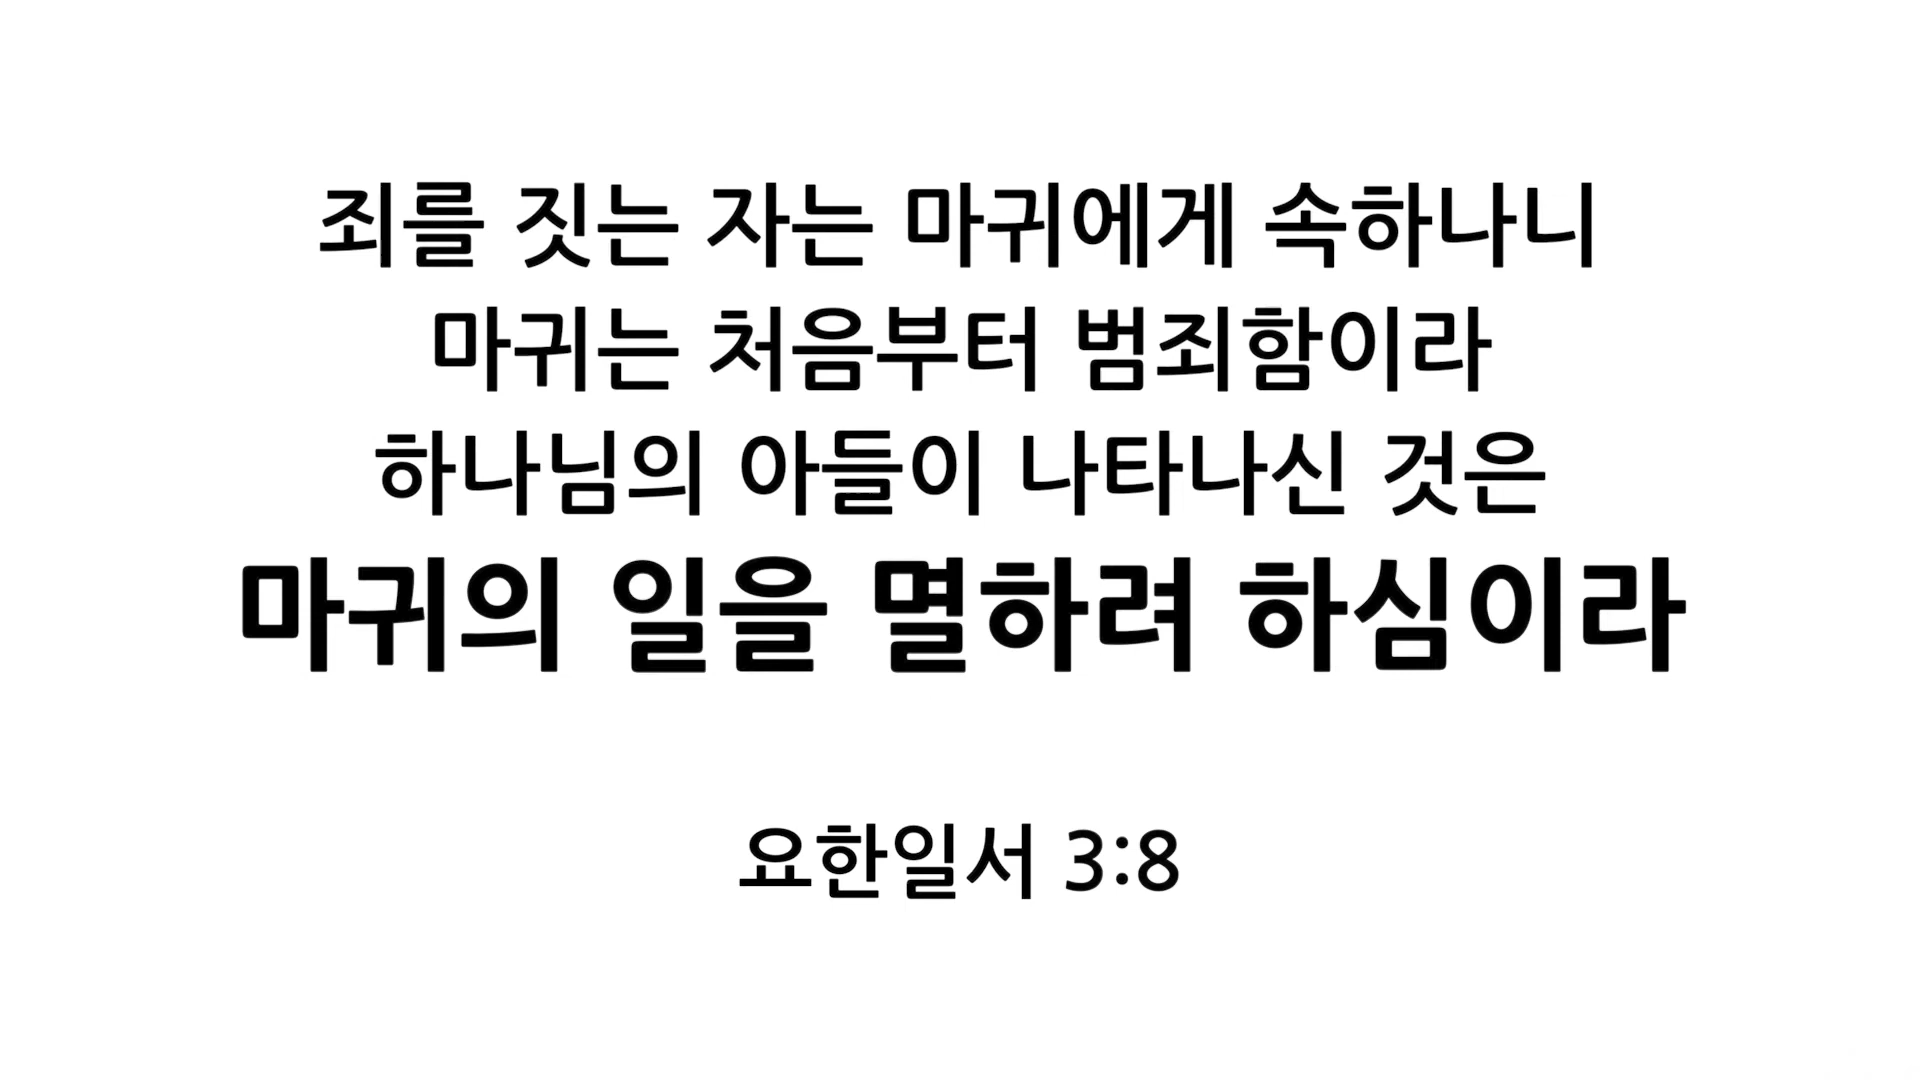 죄를 짓는 자는 마귀에게 속하나니
마귀는 처음부터 범죄함이라
하나님의 아들이 나타나신 것은
마귀의 일을 멸하려 하심이라
요한일서 3:8